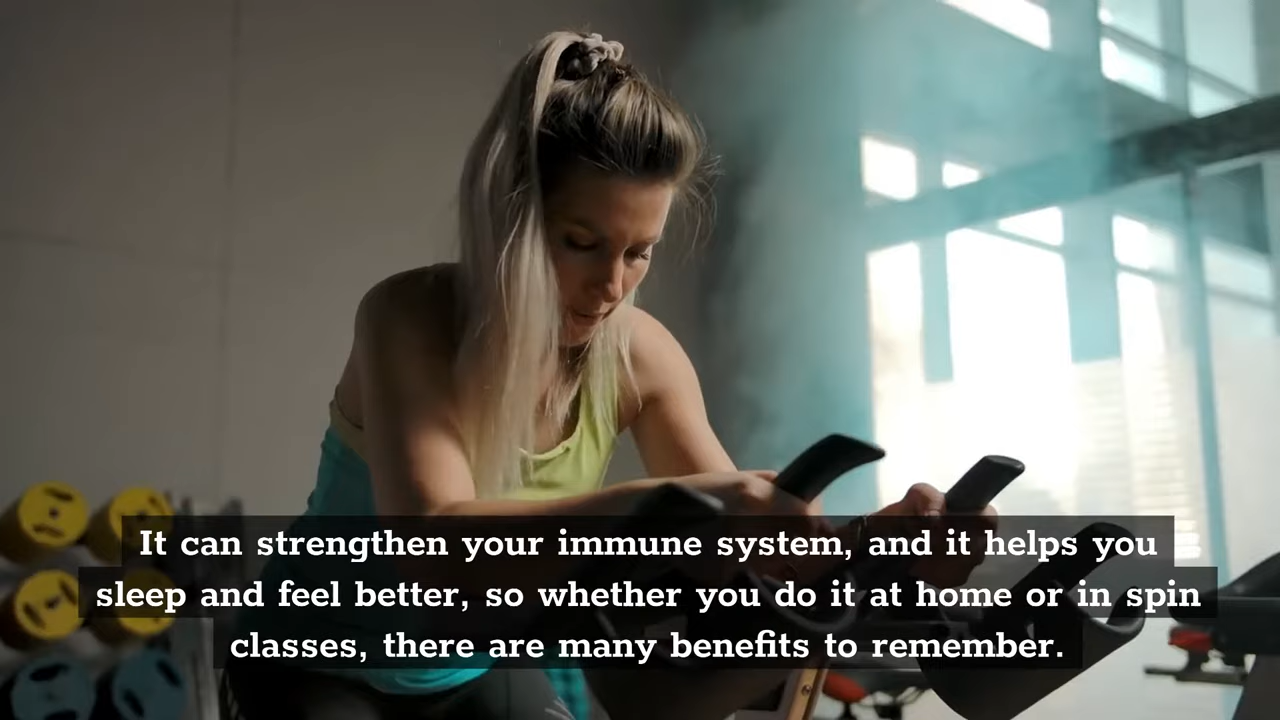 It can strengthen your immune system, and it helps you
sleep and feel better, so whether you do it at home or in spin
classes, there are many benefits to remember.